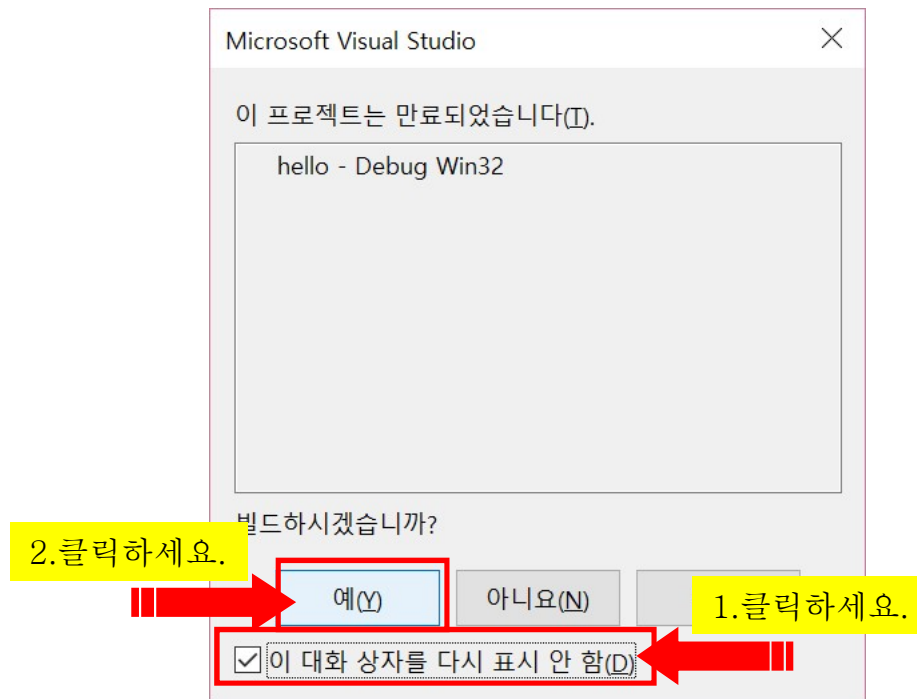 Microsoft Visual Studio
이 프로젝트는 만료되었습니다(T).
hello - Debug Win32
빌드하시겠습니까?
2.클릭하세요.
예(Y)
아니요(N)
1.클릭하세요.
이 대화 상자를 다시 표시 안 함(D)